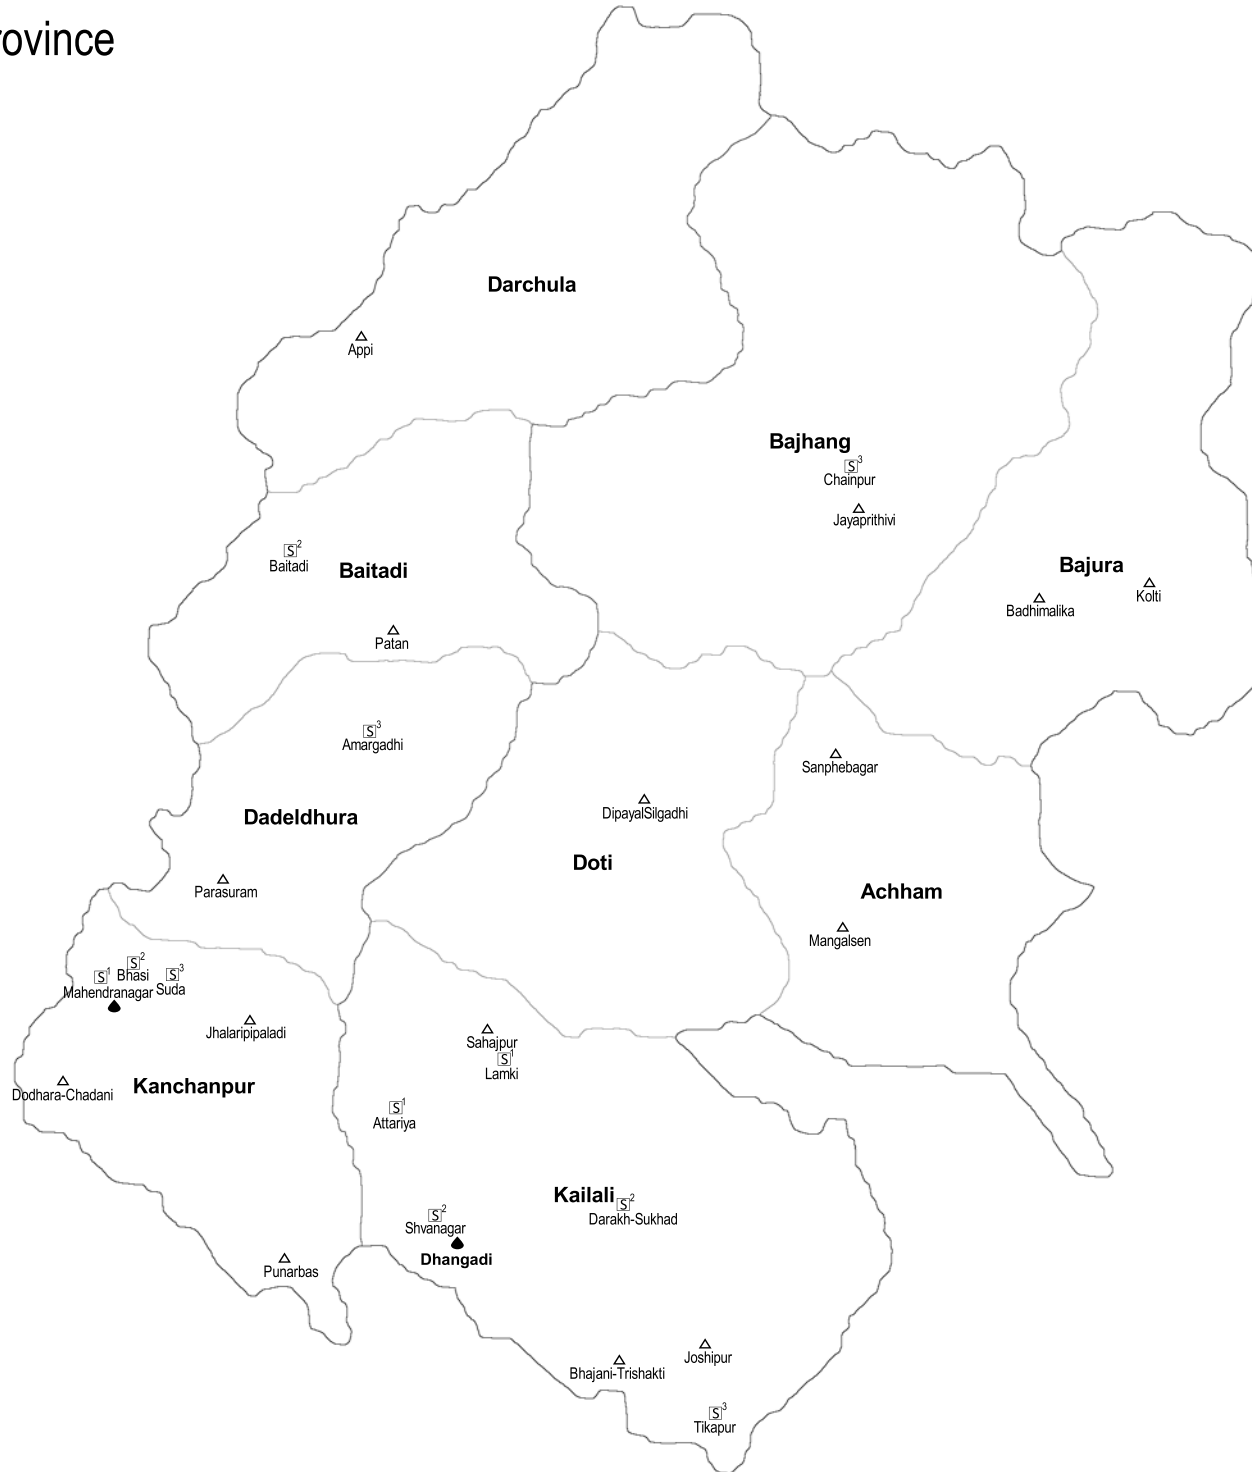 rovince
Darchula
Appi
Bajhang
S3
Chainpur
Jayaprithivi
S2
Baitadi
Baitadi
Bajura
Kolti
Badhimalika
Patan
S3
Amargadhi
Sanphebagar
DipayalSilgadhi
Dadeldhura
Doti
Parasuram
Achham
Mangalsen
S1
S2
S3
Bhasi
Mahendranagar
Suda
Jhalaripipaladi
Sahajpur
S1
Lamki
Dodhara-Chadani
Kanchanpur
S1
Attariya
Kailali
S2
Darakh-Sukhad
S2
Shvanagar
Dhangadi
Punarbas
Joshipur
Bhajani-Trishakti
S3
Tikapur